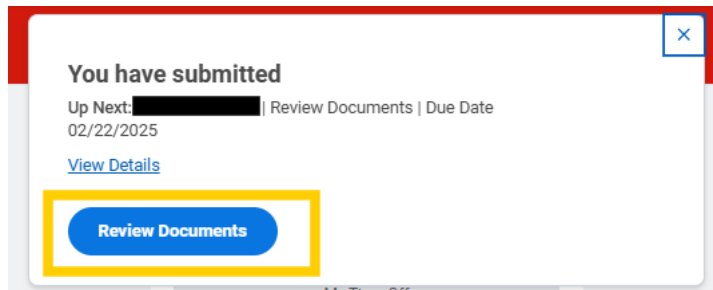 You have submitted
Up Next: | Review Documents | Due Date
02/22/2025
View Details
Review Documents